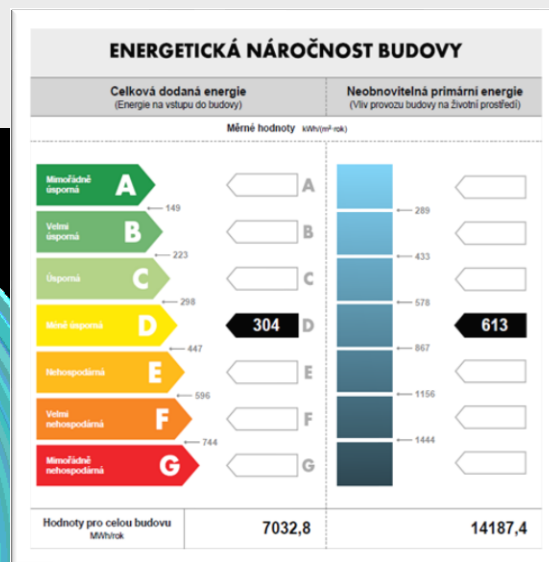 ENERGETICKÁ NÁROČNOST BUDOVY
Celková dodaná energie
(Energie na vstupu do budovy)
Neobnovitelná primární energie
(Vliv provozu budovy na životní prostředí)
Měrné hodnoty kWh/(m²·rok)
Mimořádně
úsporná
A
A
149
289
Velmi
úsporná
B
B
223
433
Úsporná
C
C
298
578
Méně úsporná
D
304
D
613
447
867
Nehospodárná
E
E
596
1156
Velmi
nehospodárná
F
F
744
1444
Mimořádně
nehospodárná
G
G
Hodnoty pro celou budovu
MWh/rok
7032,8
14187,4